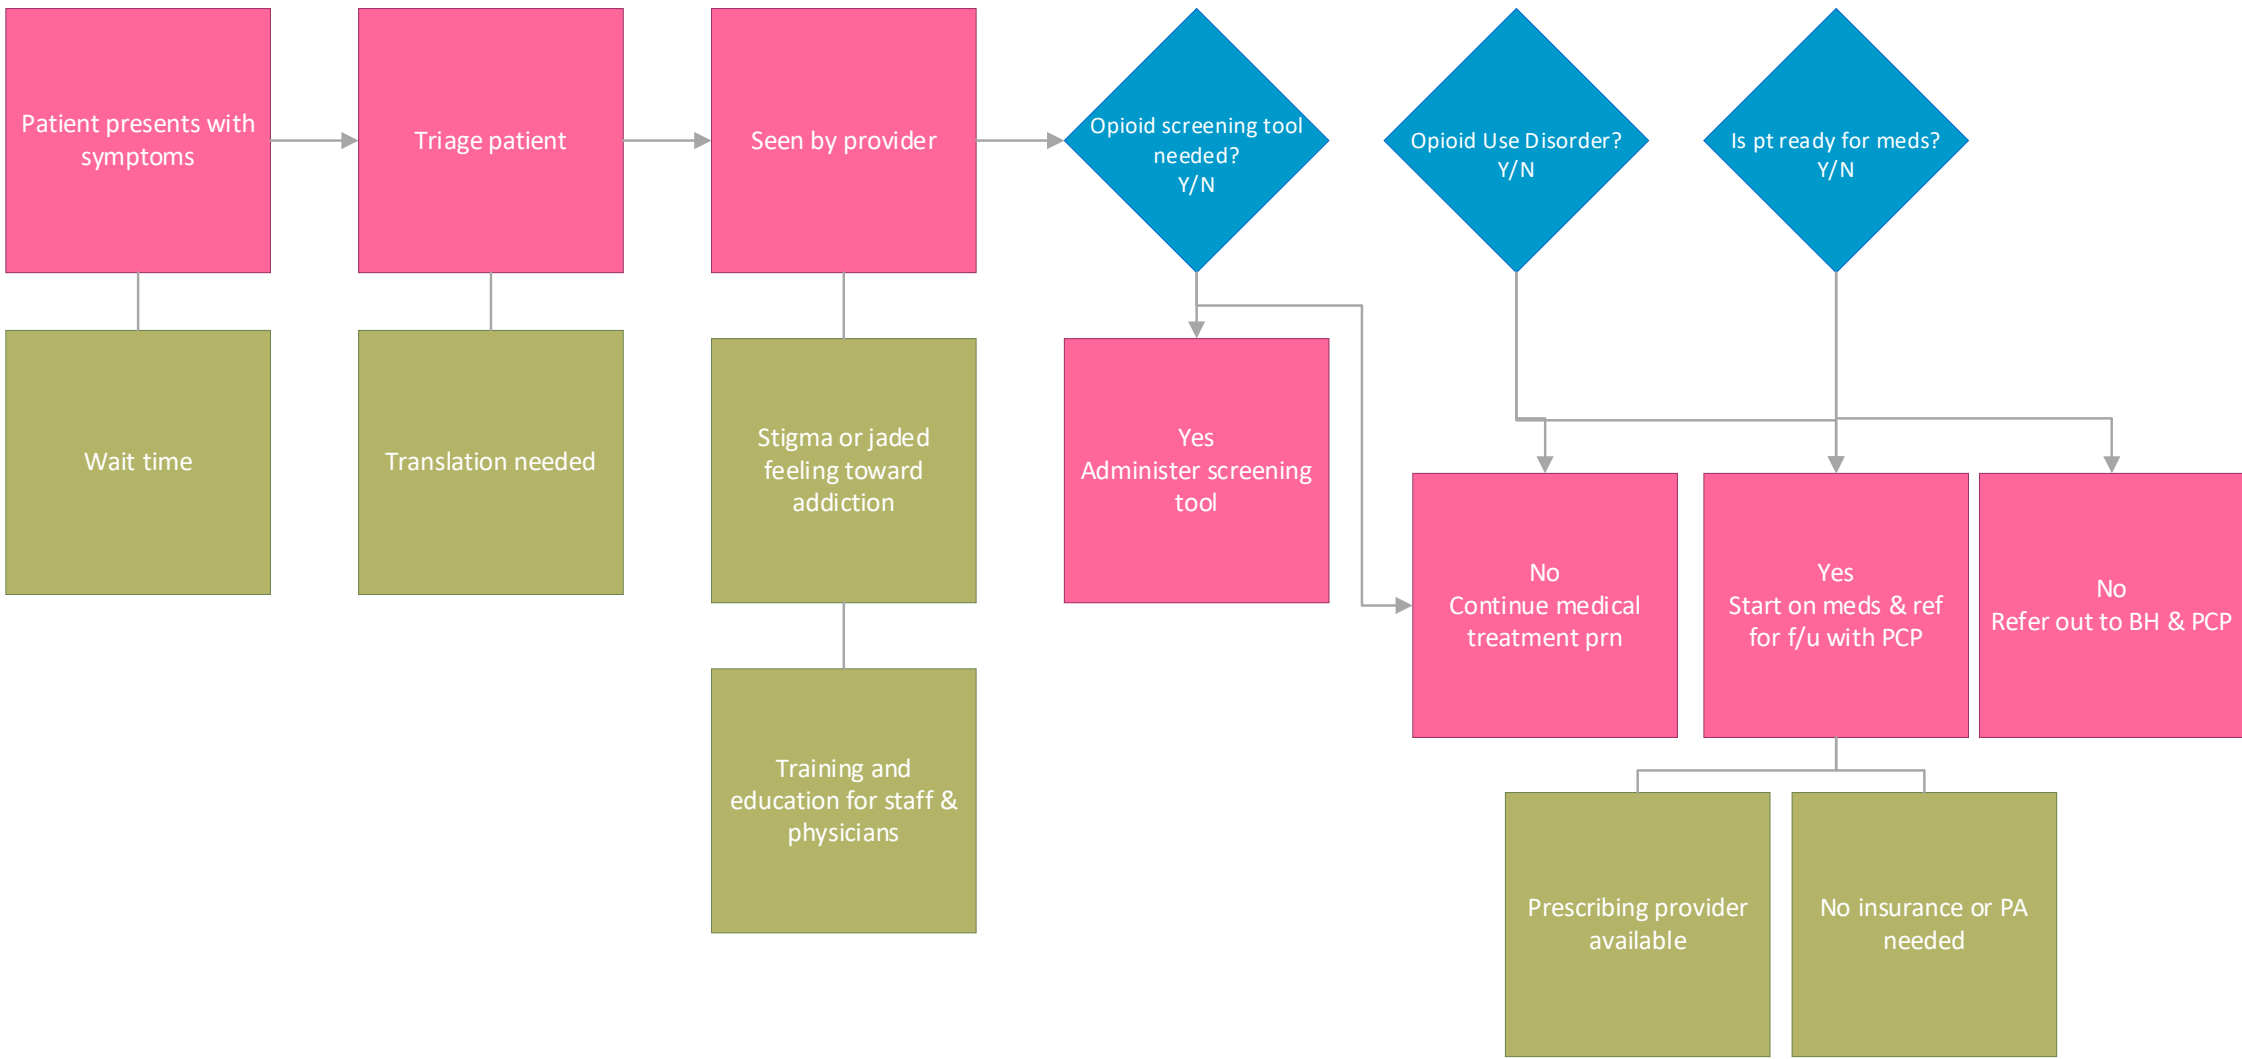 Patient presents with
symptoms
Triage patient
Seen by provider
Opioid screening tool
needed?
Y/N
Opioid Use Disorder?
Y/N
Is pt ready for meds?
Y/N
Wait time
Translation needed
Stigma or jaded
feeling toward
addiction
Yes
Administer screening
tool
No
Continue medical
treatment prn
Yes
Start on meds & ref
for f/u with PCP
No
Refer out to BH & PCP
Training and
education for staff &
physicians
Prescribing provider
available
No insurance or PA
needed